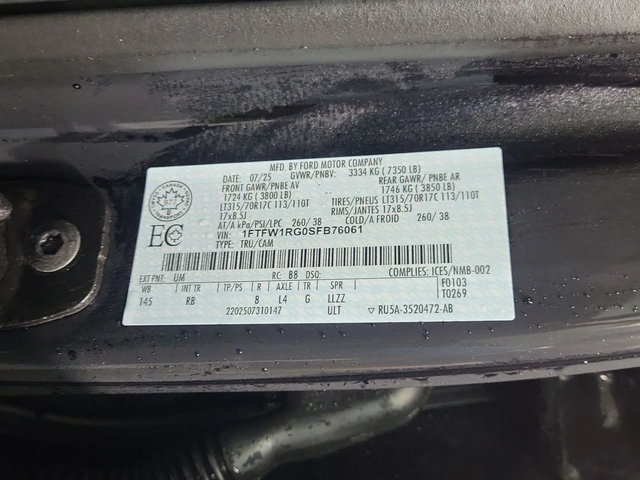 MFD. BY FORD MOTOR COMPANY
DATE: 07/25 GVWR/PNBV: 3334 KG ( 7350 LB)
FRONT GAWR/PNBE AV REAR GAWR/PNBE AR
1724 KG ( 3800 LB) 1746 KG ( 3850 LB)
LT315/70R17C 113/110T TIRES/PNEUS LT315/70R17C 113/110T
17x8.5J RIMS/JANTES 17x8.5J
AT/A kPa/PSI/LPC 260/ 38 COLD/A FROID 260/ 38
VIN: 1FTFW1RG0SFB76061
TYPE: TRU/CAM
EC
EXT PNT: UM RC: B8 DSO: COMPLIES: ICES/NMB-002
WB INT TR TP/PS R AXLE TR SPR F0103
145 RB 8 L4 G LLZZ T0269
2202507310147 ULT RU5A-3520472-AB